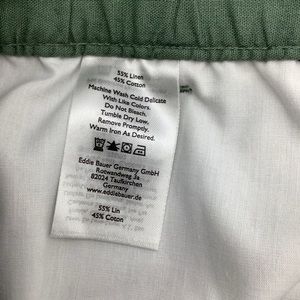 55% Linen
45% Cotton
Machine Wash Cold Delicate
With Like Colors.
Do Not Bleach.
Tumble Dry Low,
Remove Promptly.
Warm Iron As Desired.
Eddie Bauer Germany GmbH
Rotwandweg 3a
82024 Taufkirchen
Germany
www.eddiebauer.de
55% Lin
45% Coton